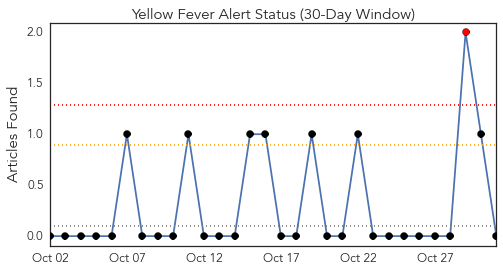 Yellow Fever Alert Status (30-Day Window)
Articles Found
2.0
1.5
1.0
0.5
0.0
Oct 02 Oct 07 Oct 12 Oct 17 Oct 22 Oct 27